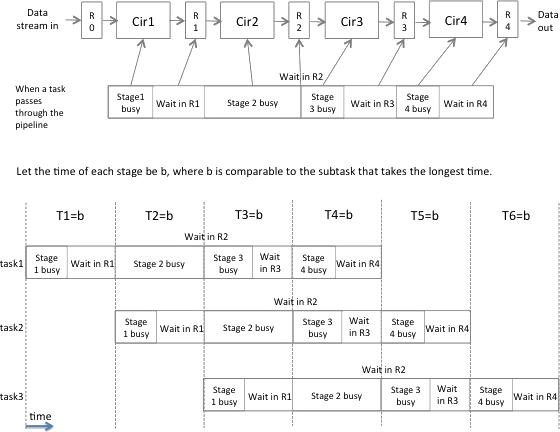 Data
stream in
R
0
Cir1
R
1
Cir2
R
2
Cir3
R
3
Cir4
R
4
Data
out
Wait in R2
When a task
passes
through the
pipeline
Stage1
busy
Wait in R1
Stage 2 busy
Stage
3 busy
Wait in R3
Stage
4 busy
Wait in R4
Let the time of each stage be b, where b is comparable to the subtask that takes the longest time.
T1=b
T2=b
T3=b
T4=b
T5=b
T6=b
Wait in R2
task1
Stage
1 busy
Wait in R1
Stage 2 busy
Stage 3
busy
Wait
in R3
Stage
4 busy
Wait in R4
Wait in R2
task2
Stage
1 busy
Wait in R1
Stage 2 busy
Stage 3
busy
Wait
in R3
Stage
4 busy
Wait in R4
Wait in R2
task3
Stage
1 busy
Wait in R1
Stage 2 busy
Stage 3
busy
Wait
in R3
Stage
4 busy
Wait in R4
time